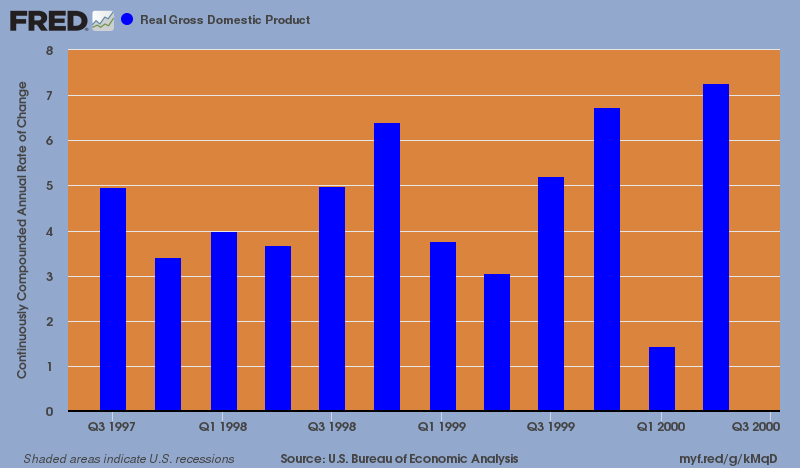 FRED Real Gross Domestic Product
Continuously Compounded Annual Rate of Change
8
7
6
5
4
3
2
1
0
Q3 1997 Q1 1998 Q3 1998 Q1 1999 Q3 1999 Q1 2000 Q3 2000
Shaded areas indicate U.S. recessions Source: U.S. Bureau of Economic Analysis myf.red/g/kMqD